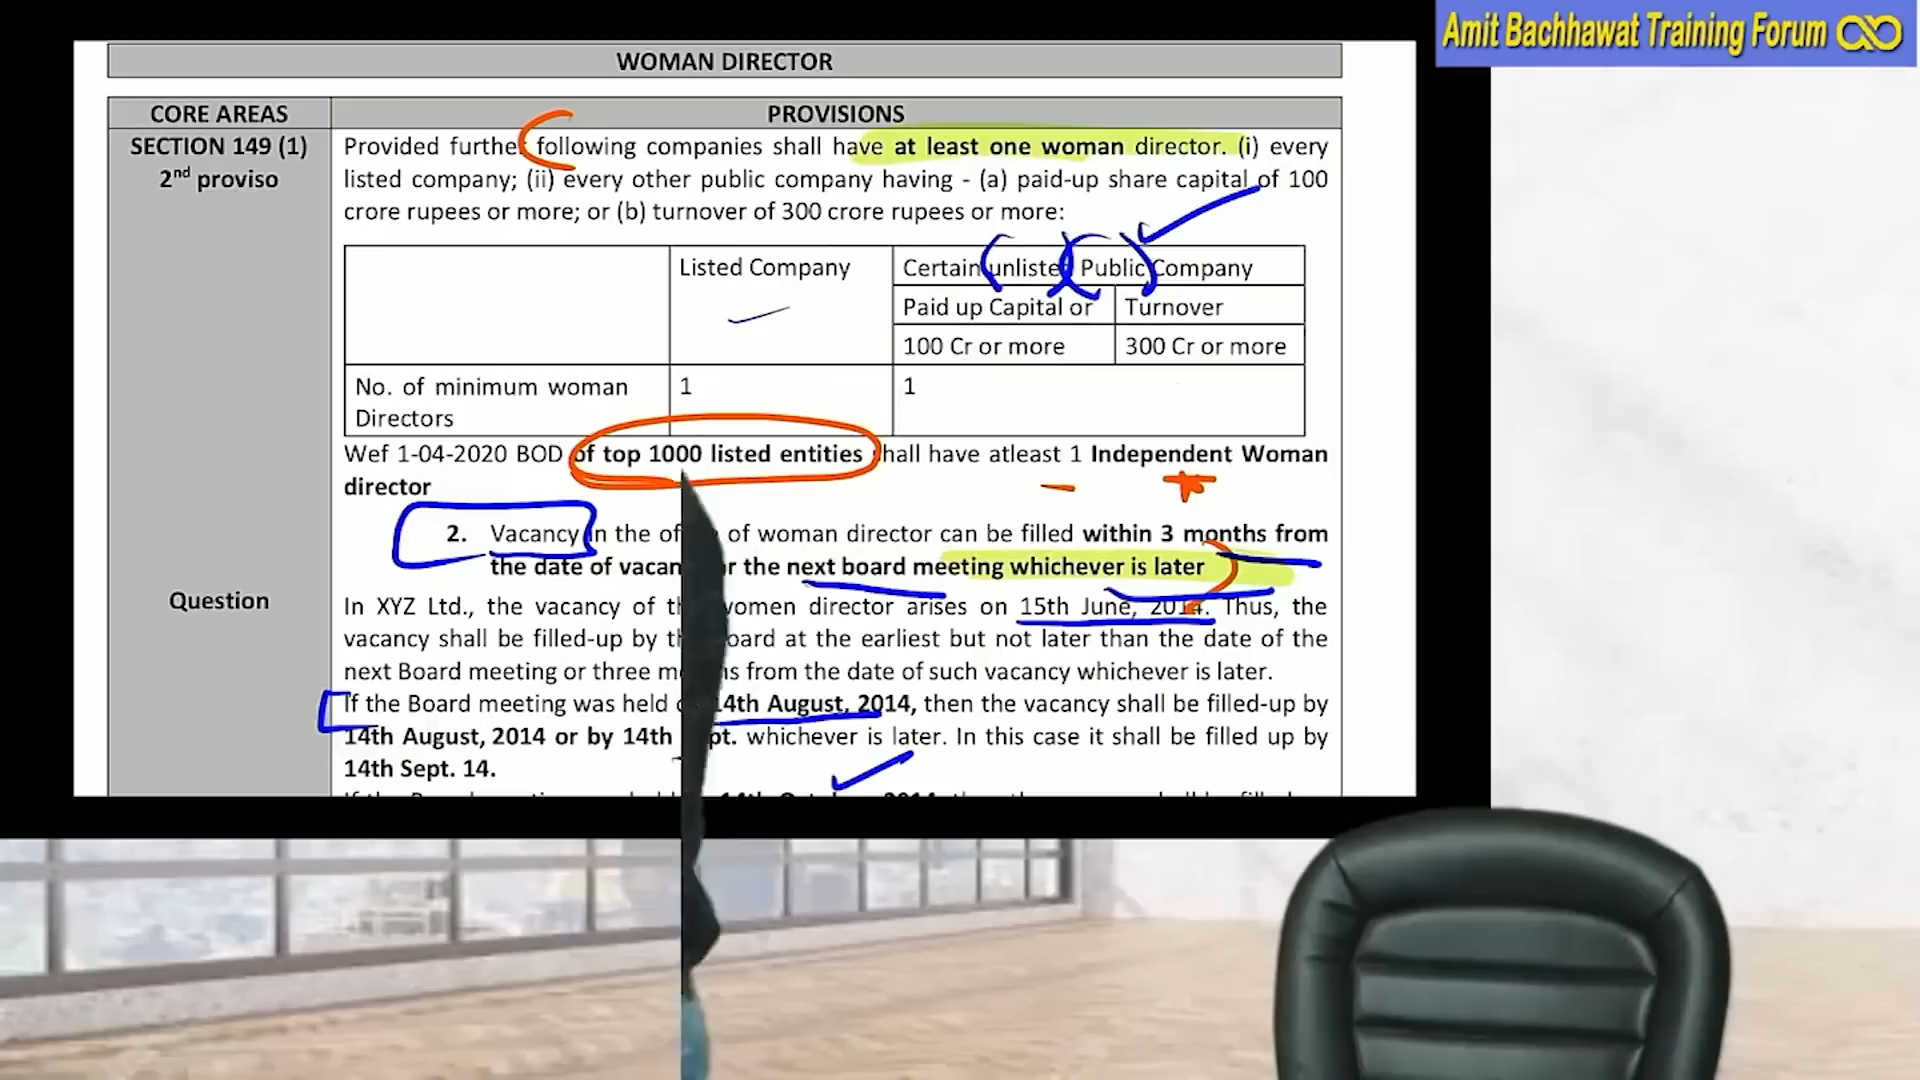 Amit Bachhawat Training Forum
WOMAN DIRECTOR
CORE AREAS
PROVISIONS
SECTION 149 (1)
2nd proviso
Provided further following companies shall have at least one woman director. (i) every
listed company; (ii) every other public company having - (a) paid-up share capital of 100
crore rupees or more; or (b) turnover of 300 crore rupees or more:
Listed Company
Certain unlisted Public Company
Paid up Capital or
Turnover
100 Cr or more
300 Cr or more
No. of minimum woman
Directors
1
1
Wef 1-04-2020 BOD of top 1000 listed entities shall have atleast 1 Independent Woman
director
2. Vacancy in the of of woman director can be filled within 3 months from
the date of vacan r the next board meeting whichever is later
Question
In XYZ Ltd., the vacancy of th women director arises on 15th June, 2014. Thus, the
vacancy shall be filled-up by th oard at the earliest but not later than the date of the
next Board meeting or three m s from the date of such vacancy whichever is later.
If the Board meeting was held 14th August, 2014, then the vacancy shall be filled-up by
14th August, 2014 or by 14th pt. whichever is later. In this case it shall be filled up by
14th Sept. 14.